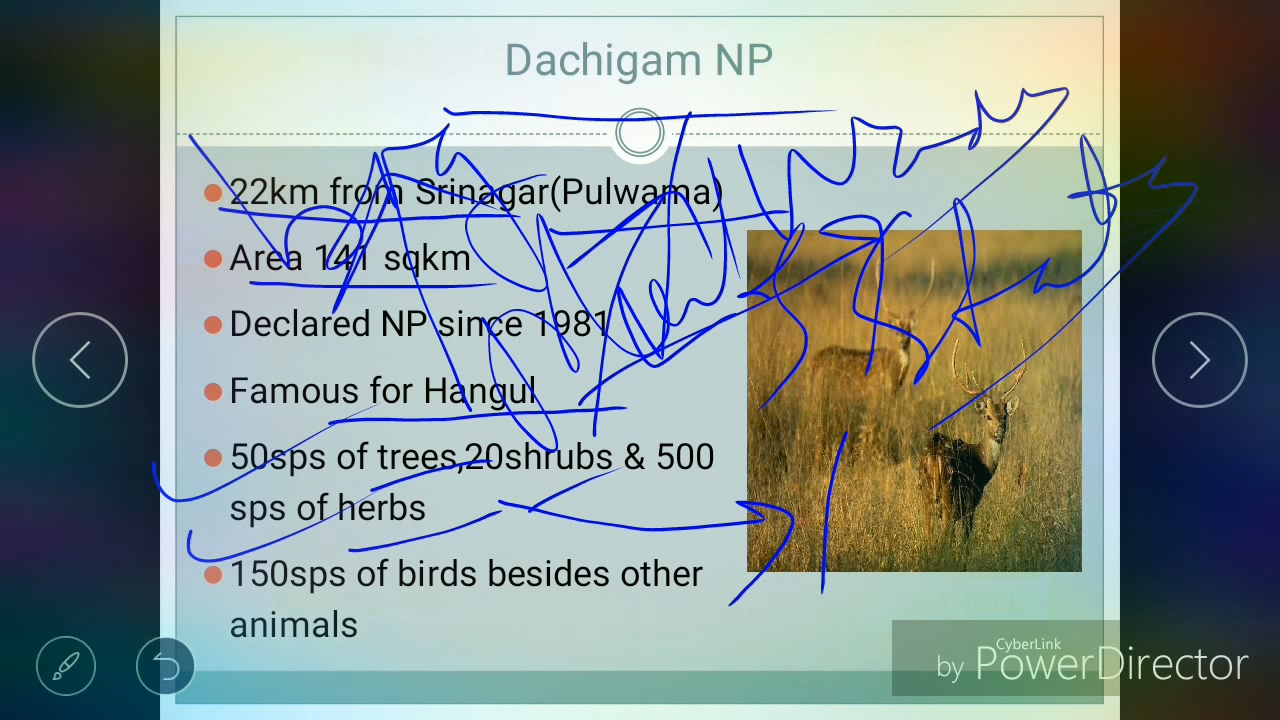 Dachigam NP
22km from Srinagar(Pulwama)
Area 141 sqkm
Declared NP since 1981
Famous for Hangul
50sps of trees,20shrubs & 500
sps of herbs
150sps of birds besides other
animals
CyberLink
by PowerDirector